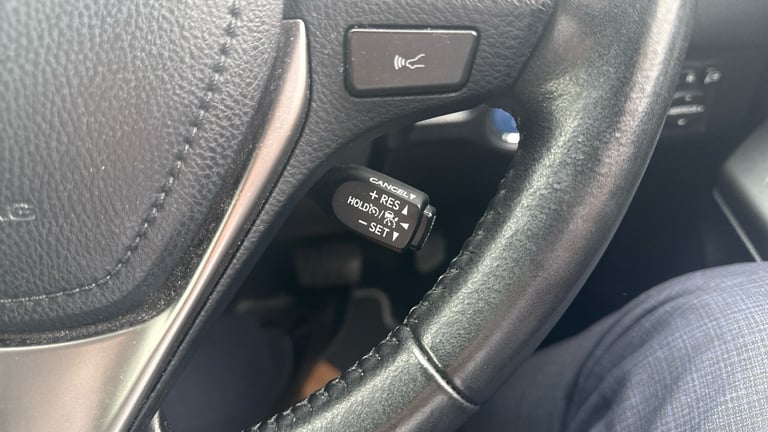 CANCEL▼
+ RES ▲
HOLD / ◀
− SET ▼